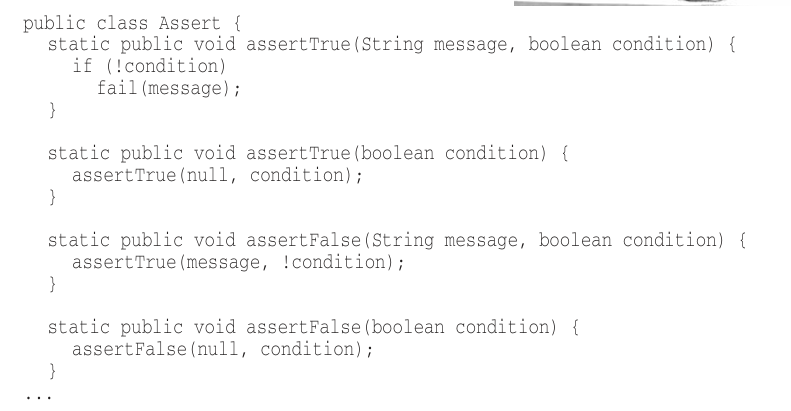 public class Assert {
static public void assertTrue(String message, boolean condition) {
if (!condition)
fail(message);
}
static public void assertTrue(boolean condition) {
assertTrue(null, condition);
}
static public void assertFalse(String message, boolean condition) {
assertTrue(message, !condition);
}
static public void assertFalse(boolean condition) {
assertFalse(null, condition);
}
...